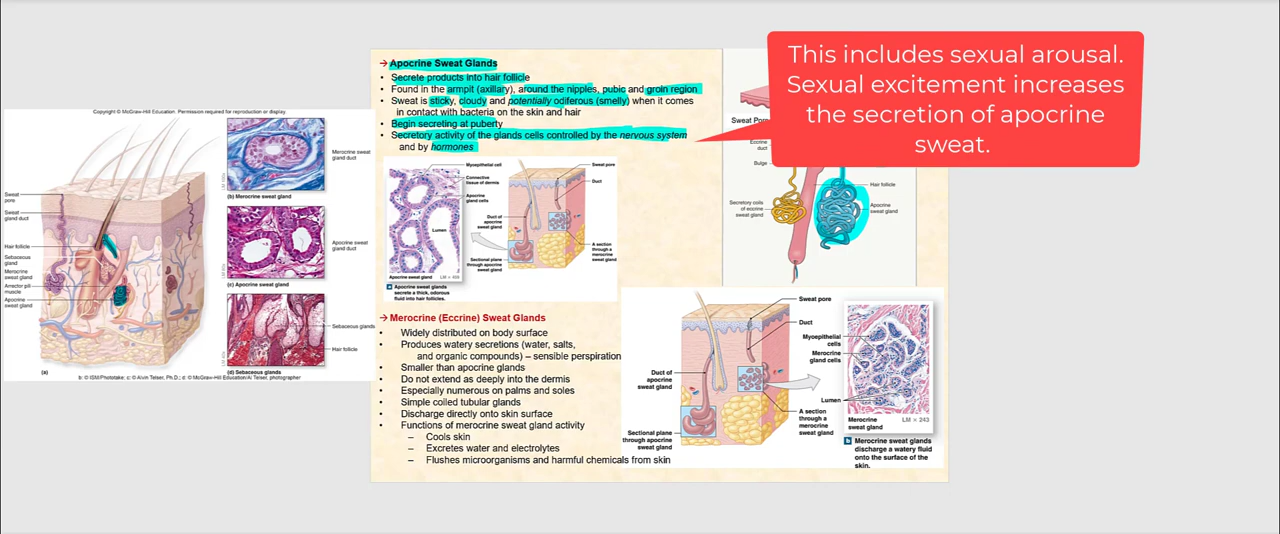 This includes sexual arousal.
Sexual excitement increases
the secretion of apocrine
sweat.
Copyright © McGraw-Hill Education. Permission required for reproduction or display.
Sweat
pore
Sweat
gland duct
Hair follicle
Sebaceous
gland
Merocrine
sweat gland
Arrector pili
muscle
Apocrine
sweat gland
(a)
Merocrine sweat
gland duct
(b) Merocrine sweat gland
Apocrine sweat
gland duct
(c) Apocrine sweat gland
Sebaceous glands
Hair follicle
(d) Sebaceous glands
b: © ISM/Phototake; c: © Alvin Telser, Ph.D.; d: © McGraw-Hill Education/Al Telser, photographer
→ Apocrine Sweat Glands
• Secrete products into hair follicle
• Found in the armpit (axillary), around the nipples, pubic and groin region
• Sweat is sticky, cloudy and potentially odiferous (smelly) when it comes
in contact with bacteria on the skin and hair
• Begin secreting at puberty
• Secretory activity of the glands cells controlled by the nervous system
and by hormones
Myoepithelial cell
Connective
tissue of dermis
Apocrine
gland cells
Lumen
Apocrine sweat gland
a Apocrine sweat glands
secrete a thick, odorous
fluid into hair follicles.
Sweat pore
Duct
Duct of
apocrine
sweat gland
Sectional plane
through apocrine
sweat gland
A section
through a
merocrine
sweat gland
Sweat Por
Eccrine
duct
Bulge
Secretory coils
of eccrine
sweat gland
Hair follicle
Apocrine
sweat gland
→ Merocrine (Eccrine) Sweat Glands
• Widely distributed on body surface
• Produces watery secretions (water, salts,
and organic compounds) – sensible perspiration
• Smaller than apocrine glands
• Do not extend as deeply into the dermis
• Especially numerous on palms and soles
• Simple coiled tubular glands
• Discharge directly onto skin surface
• Functions of merocrine sweat gland activity
– Cools skin
– Excretes water and electrolytes
– Flushes microorganisms and harmful chemicals from skin
Sweat pore
Duct
Duct of
apocrine
sweat gland
Sectional plane
through apocrine
sweat gland
A section
through a
merocrine
sweat gland
Myoepithelial
cells
Merocrine
gland cells
Lumen
Merocrine
sweat gland
LM × 243
b Merocrine sweat glands
discharge a watery fluid
onto the surface of the
skin.